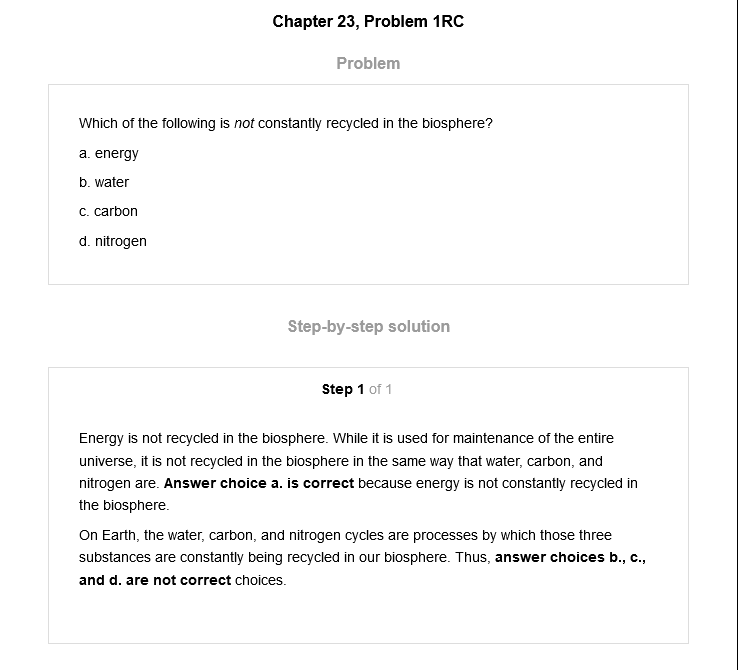 Chapter 23, Problem 1RC
Problem
Which of the following is not constantly recycled in the biosphere?
a. energy
b. water
c. carbon
d. nitrogen
Step-by-step solution
Step 1 of 1
Energy is not recycled in the biosphere. While it is used for maintenance of the entire
universe, it is not recycled in the biosphere in the same way that water, carbon, and
nitrogen are. Answer choice a. is correct because energy is not constantly recycled in
the biosphere.
On Earth, the water, carbon, and nitrogen cycles are processes by which those three
substances are constantly being recycled in our biosphere. Thus, answer choices b., c.,
and d. are not correct choices.